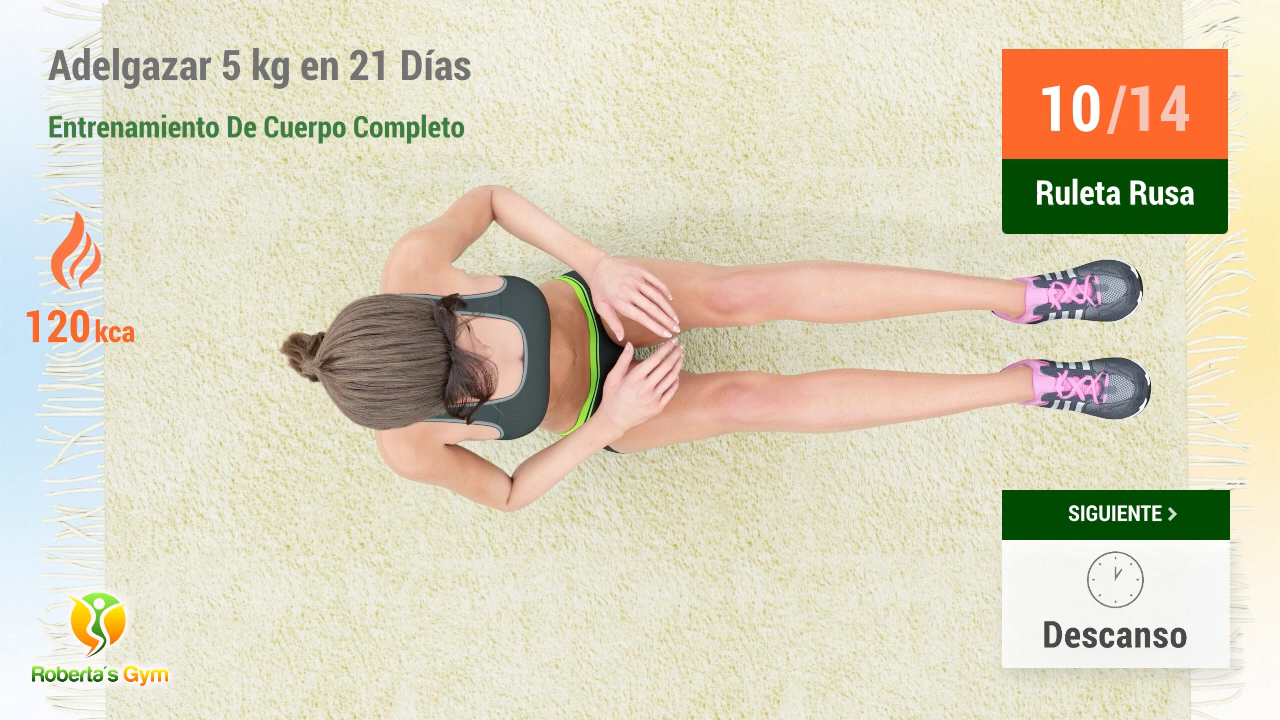 Adelgazar 5 kg en 21 Días
Entrenamiento De Cuerpo Completo
10/14
Ruleta Rusa
120 kca
SIGUIENTE >
Descanso
Roberta´s Gym